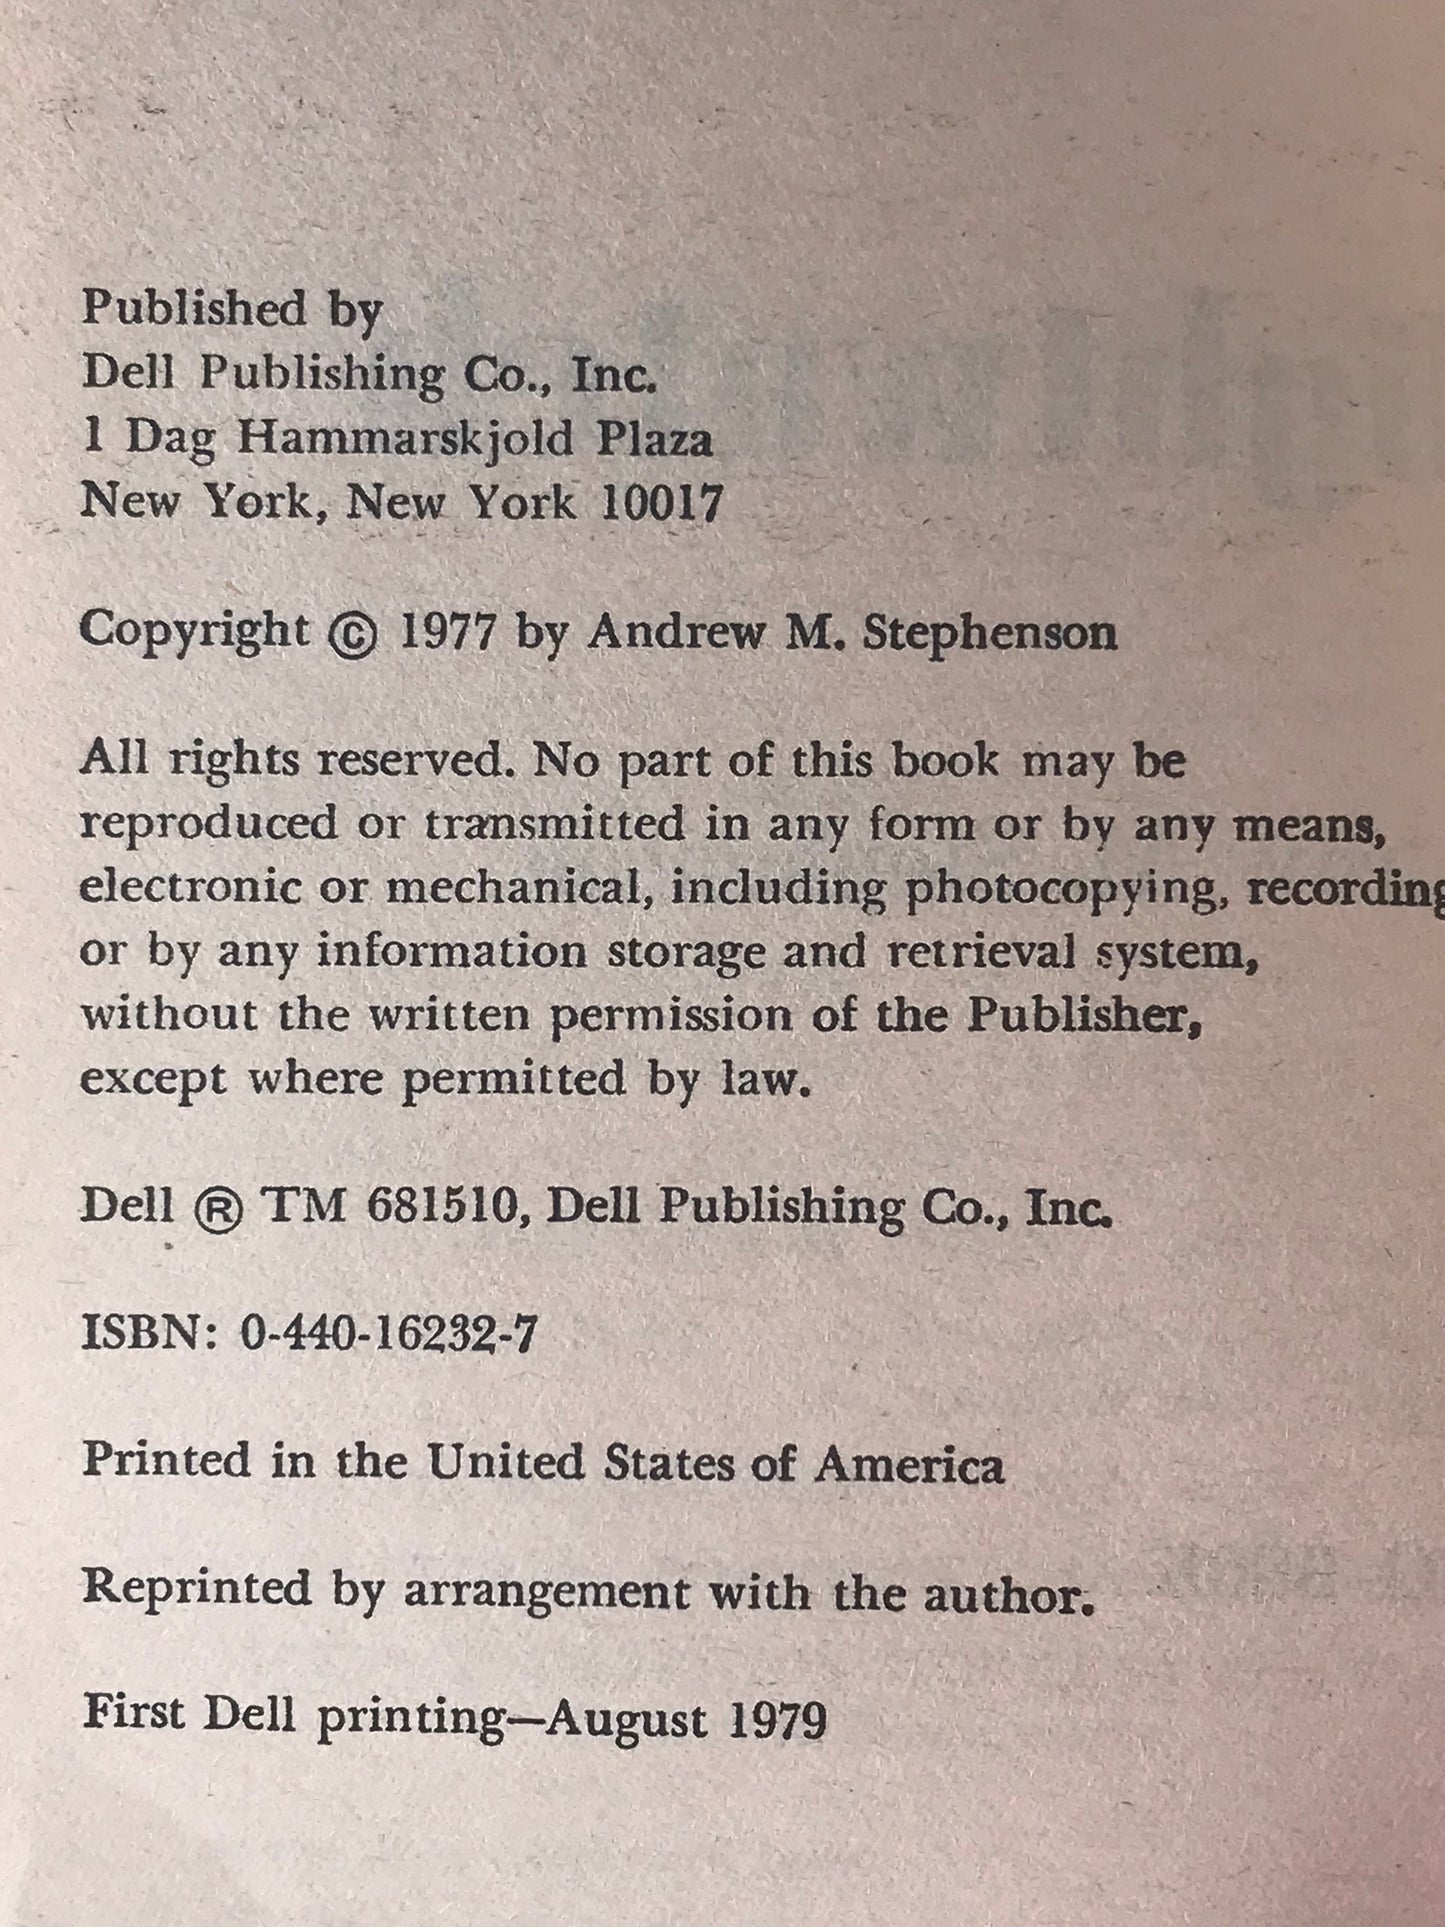 Published by
Dell Publishing Co., Inc.
1 Dag Hammarskjold Plaza
New York, New York 10017
Copyright © 1977 by Andrew M. Stephenson
All rights reserved. No part of this book may be
reproduced or transmitted in any form or by any means,
electronic or mechanical, including photocopying, recording
or by any information storage and retrieval system,
without the written permission of the Publisher,
except where permitted by law.
Dell ® TM 681510, Dell Publishing Co., Inc.
ISBN: 0-440-16232-7
Printed in the United States of America
Reprinted by arrangement with the author.
First Dell printing—August 1979